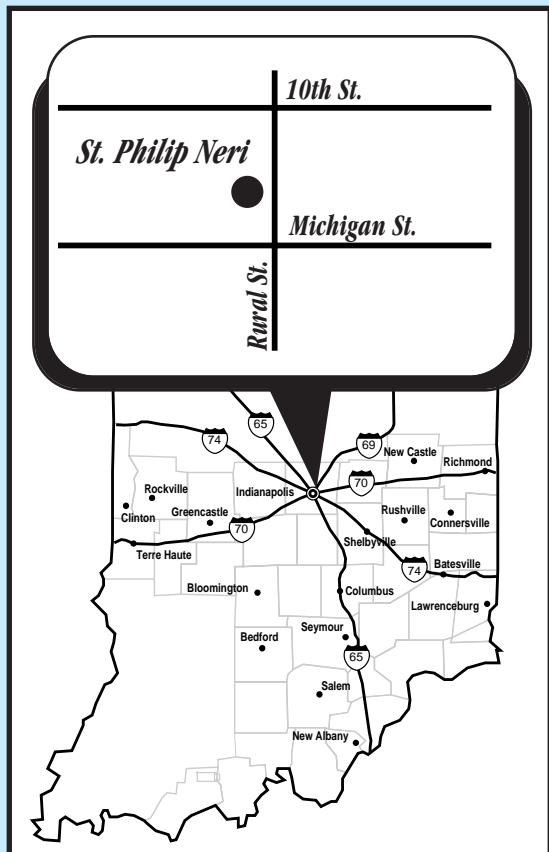 10th St.
St. Philip Neri
Michigan St.
Rural St.
65
74
69
New Castle
Richmond
Rockville
Indianapolis
70
Clinton
Greencastle
Rushville
Connersville
70
Shelbyville
Terre Haute
74
Batesville
Bloomington
Columbus
Lawrenceburg
Seymour
Bedford
65
Salem
New Albany